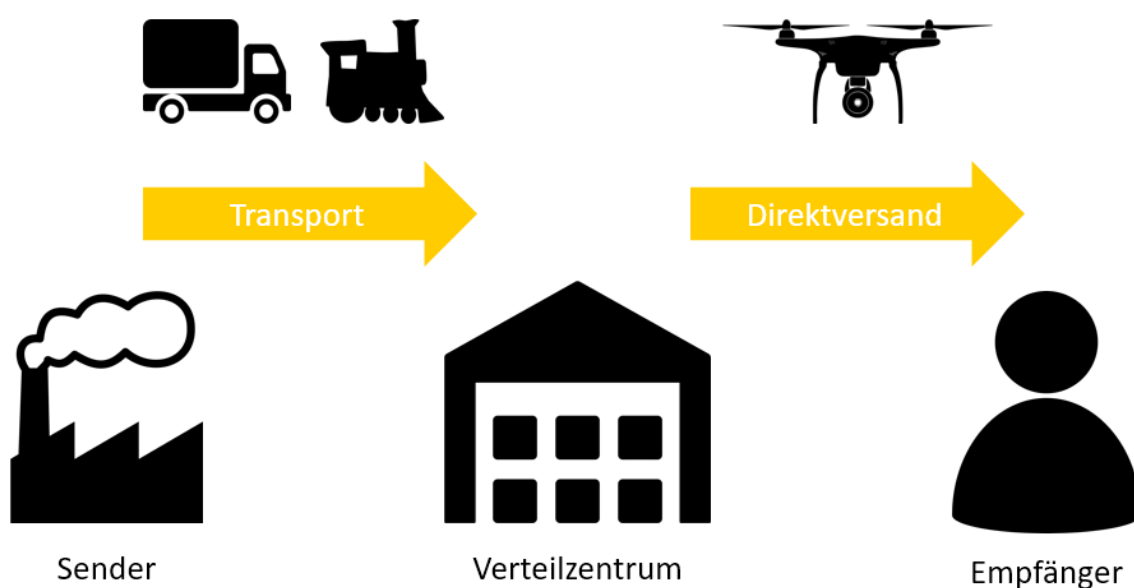 Transport
Direktversand
Sender
Verteilzentrum
Empfänger